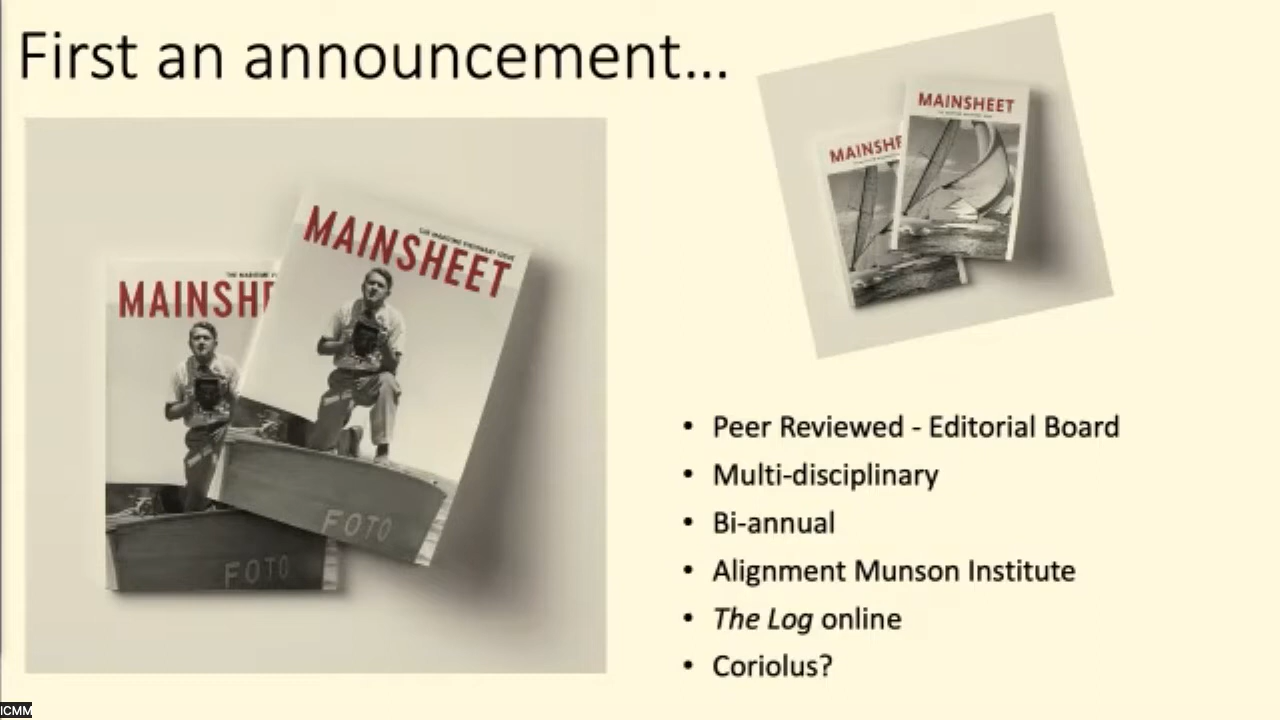 First an announcement...
MAINSHEET
MAINSHE
MAINSHE
MAINSHEET
FOTO
FOTO
• Peer Reviewed - Editorial Board
• Multi-disciplinary
• Bi-annual
• Alignment Munson Institute
• The Log online
• Coriolus?
ICMM